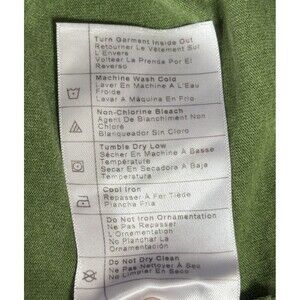 Turn Garment Inside Out
Retourner Le Vêtement Sur
L'Envers
Voltear La Prenda Por El
Reverso
Machine Wash Cold
Laver En Machine À L'Eau
Froide
Lavar A Máquina En Frío
Non-Chlorine Bleach
Agent De Blanchiment Non
Chloré
Blanqueador Sin Cloro
Tumble Dry Low
Sécher En Machine À Basse
Température
Secar En Secadora A Baja
Temperatura
Cool Iron
Repasser À Fer Tiède
Plancha Fría
Do Not Iron Ornamentation
Ne Pas Repasser
L'Ornementation
No Planchar La
Ornamentación
Do Not Dry Clean
Ne Pas Nettoyer À Sec
No Limpiar En Seco